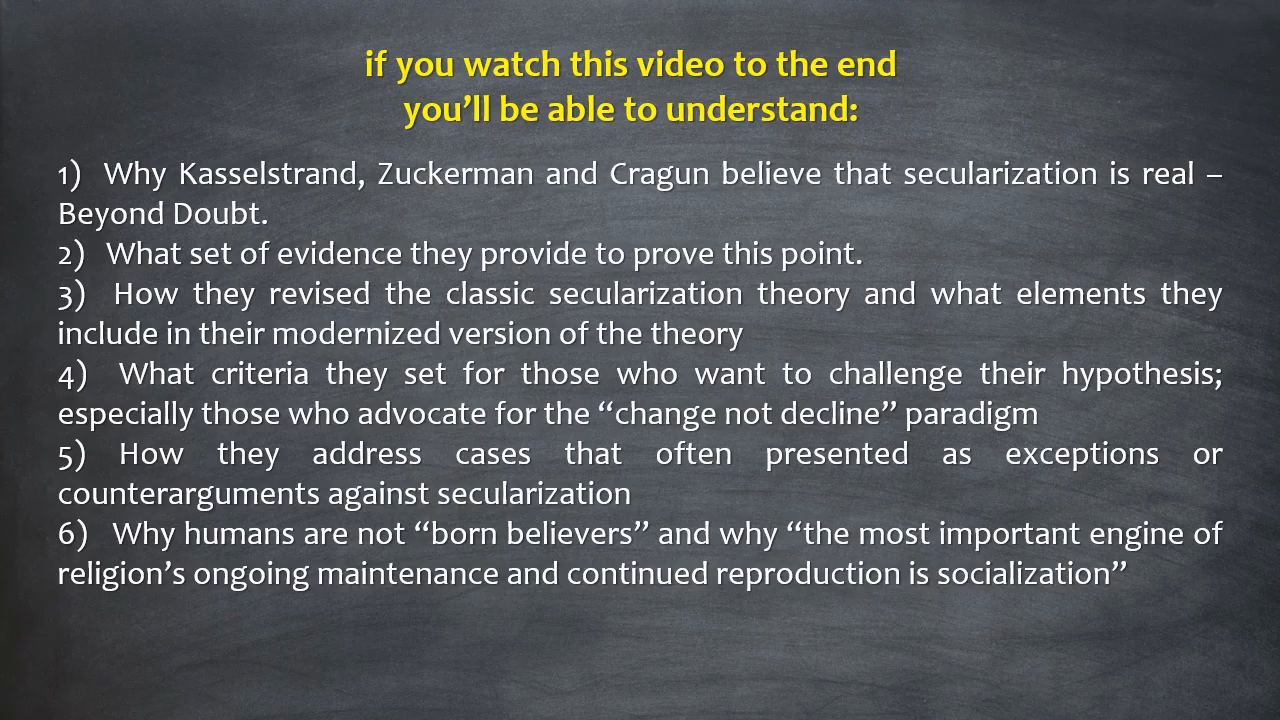 if you watch this video to the end
you’ll be able to understand:
1) Why Kasselstrand, Zuckerman and Cragun believe that secularization is real –
Beyond Doubt.
2) What set of evidence they provide to prove this point.
3) How they revised the classic secularization theory and what elements they
include in their modernized version of the theory
4) What criteria they set for those who want to challenge their hypothesis;
especially those who advocate for the “change not decline” paradigm
5) How they address cases that often presented as exceptions or
counterarguments against secularization
6) Why humans are not “born believers” and why “the most important engine of
religion’s ongoing maintenance and continued reproduction is socialization”